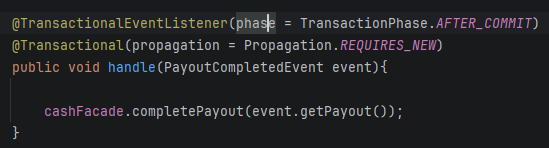 @TransactionalEventListener(phase = TransactionPhase.AFTER_COMMIT)
@Transactional(propagation = Propagation.REQUIRES_NEW)
public void handle(PayoutCompletedEvent event){
cashFacade.completePayout(event.getPayout());
}